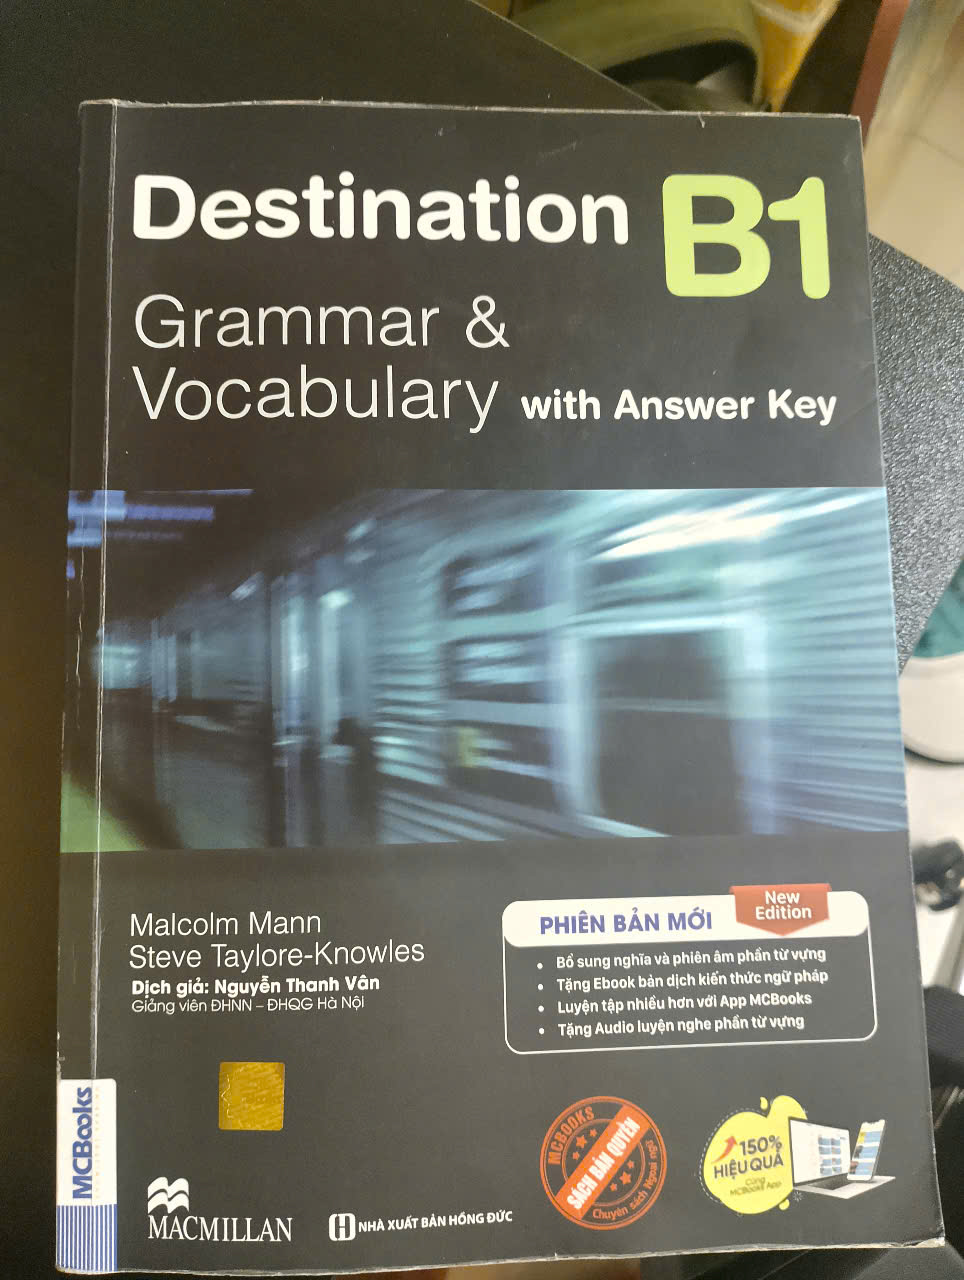 Destination B1
Grammar &
Vocabulary with Answer Key
Malcolm Mann
Steve Taylore-Knowles
Dịch giả: Nguyễn Thanh Vân
Giảng viên ĐHNN – ĐHQG Hà Nội
New
Edition
PHIÊN BẢN MỚI
• Bổ sung nghĩa và phiên âm phần từ vựng
• Tặng Ebook bản dịch kiến thức ngữ pháp
• Luyện tập nhiều hơn với App MCBooks
• Tặng Audio luyện nghe phần từ vựng
MCBooks
MACMILLAN
NHÀ XUẤT BẢN HỒNG ĐỨC
MCBOOKS
SÁCH BẢN QUYỀN
Chuyên sách Ngoại ngữ
150%
HIỆU QUẢ
Cùng
MCBooks App